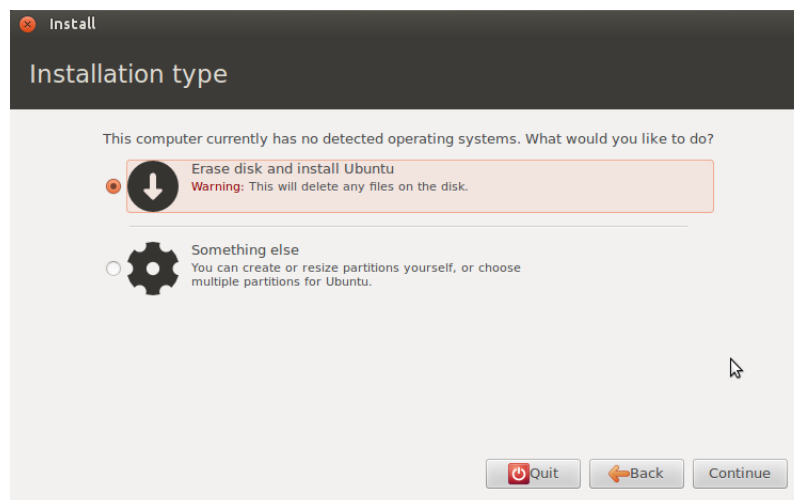 Install
Installation type
This computer currently has no detected operating systems. What would you like to do?
Erase disk and install Ubuntu
Warning: This will delete any files on the disk.
Something else
You can create or resize partitions yourself, or choose
multiple partitions for Ubuntu.
Quit Back Continue